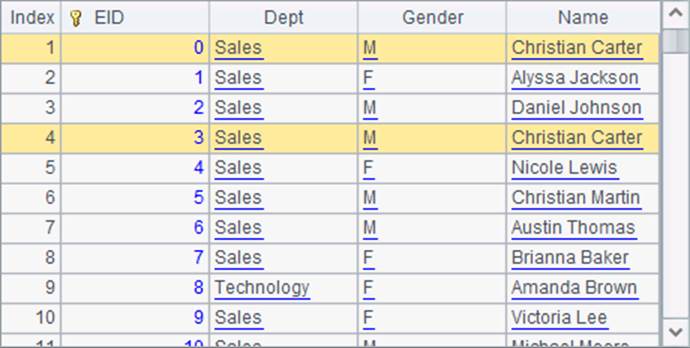 Index EID Dept Gender Name
1 0 Sales M Christian Carter
2 1 Sales F Alyssa Jackson
3 2 Sales M Daniel Johnson
4 3 Sales M Christian Carter
5 4 Sales F Nicole Lewis
6 5 Sales M Christian Martin
7 6 Sales M Austin Thomas
8 7 Sales F Brianna Baker
9 8 Technology F Amanda Brown
10 9 Sales F Victoria Lee
11 10 Sales M Michael Moore